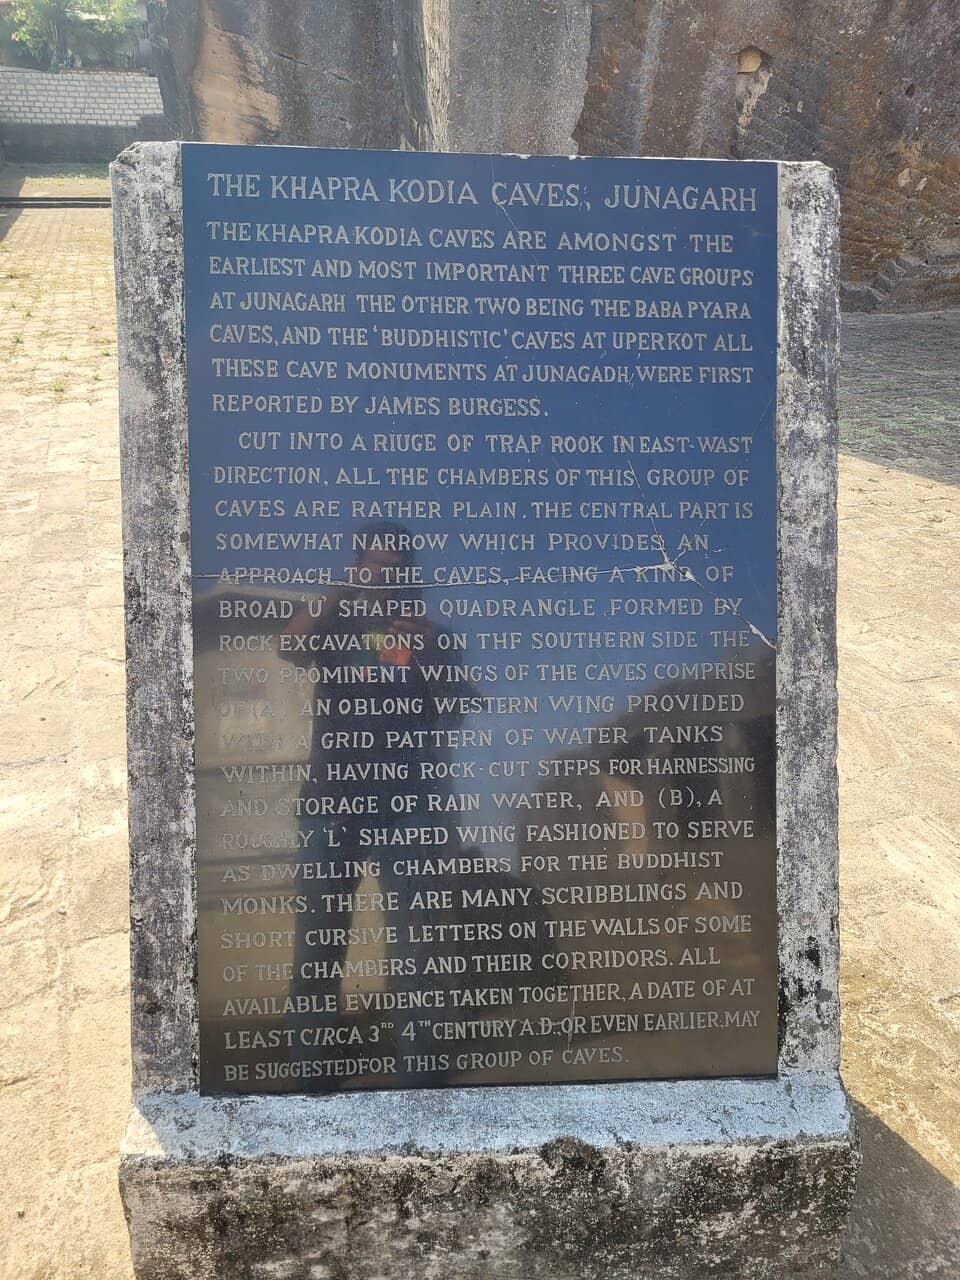 THE KHAPRA KODIA CAVES, JUNAGARH
THE KHAPRA KODIA CAVES ARE AMONGST THE
EARLIEST AND MOST IMPORTANT THREE CAVE GROUPS
AT JUNAGARH THE OTHER TWO BEING THE BABA PYARA
CAVES, AND THE 'BUDDHISTIC' CAVES AT UPERKOT ALL
THESE CAVE MONUMENTS AT JUNAGADH, WERE FIRST
REPORTED BY JAMES BURGESS.
CUT INTO A RIUGE OF TRAP ROOK IN EAST-WAST
DIRECTION, ALL THE CHAMBERS OF THIS GROUP OF
CAVES ARE RATHER PLAIN. THE CENTRAL PART IS
SOMEWHAT NARROW WHICH PROVIDES AN
APPROACH TO THE CAVES, FACING A KIND OF
BROAD 'U' SHAPED QUADRANGLE FORMED BY
ROCK EXCAVATIONS ON THF SOUTHERN SIDE THE
TWO PROMINENT WINGS OF THE CAVES COMPRISE
OF (A) AN OBLONG WESTERN WING PROVIDED
WITH A GRID PATTERN OF WATER TANKS
WITHIN, HAVING ROCK-CUT STFPS FOR HARNESSING
AND STORAGE OF RAIN WATER, AND (B), A
ROUGHLY 'L' SHAPED WING FASHIONED TO SERVE
AS DWELLING CHAMBERS FOR THE BUDDHIST
MONKS. THERE ARE MANY SCRIBBLINGS AND
SHORT CURSIVE LETTERS ON THE WALLS OF SOME
OF THE CHAMBERS AND THEIR CORRIDORS. ALL
AVAILABLE EVIDENCE TAKEN TOGETHER, A DATE OF AT
LEAST CIRCA 3RD 4TH CENTURY A.D., OR EVEN EARLIER, MAY
BE SUGGESTEDFOR THIS GROUP OF CAVES.